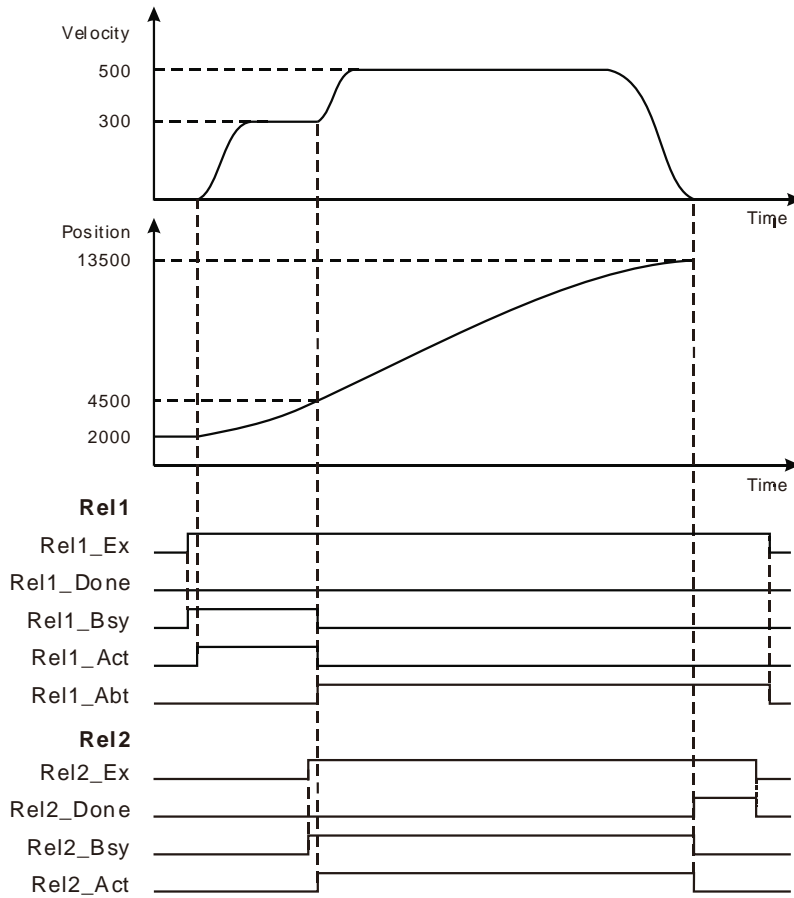 Velocity
500
300
Time
Position
13500
4500
2000
Time
Rel1
Rel1_Ex
Rel1_Done
Rel1_Bsy
Rel1_Act
Rel1_Abt
Rel2
Rel2_Ex
Rel2_Done
Rel2_Bsy
Rel2_Act